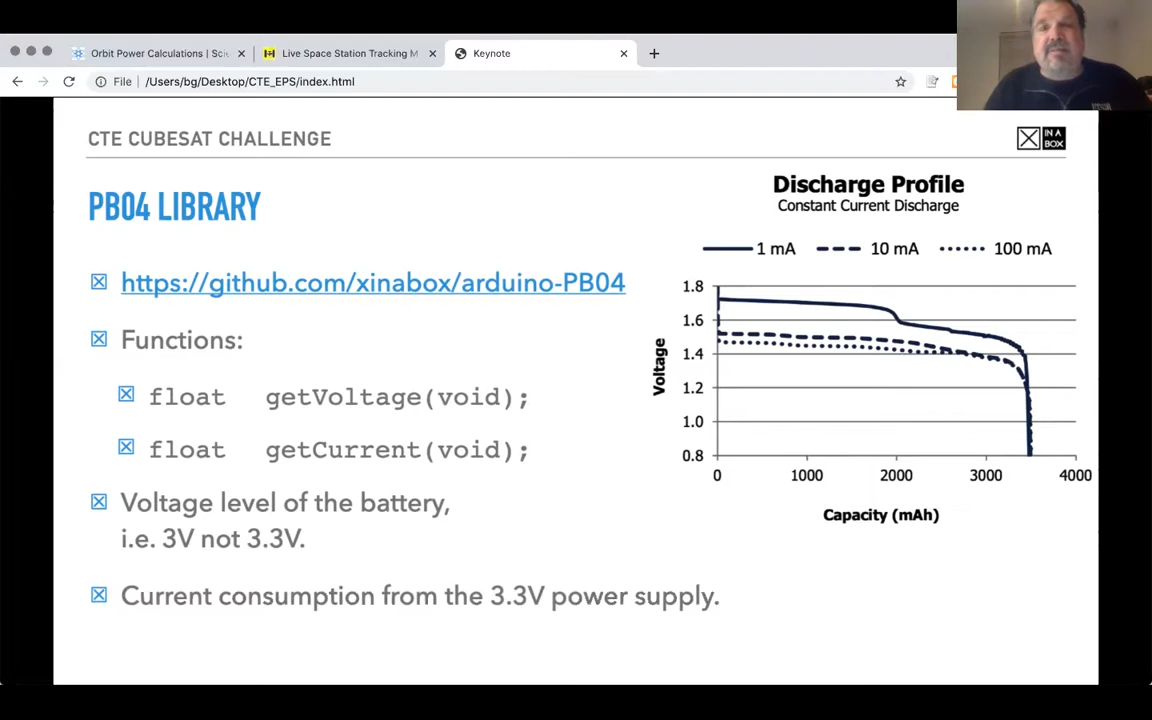 Orbit Power Calculations | Sci
Live Space Station Tracking M
Keynote
File
/Users/bg/Desktop/CTE_EPS/index.html
CTE CUBESAT CHALLENGE
IN A
BOX
PB04 LIBRARY
https://github.com/xinabox/arduino-PB04
Functions:
float getVoltage(void);
float getCurrent(void);
Voltage level of the battery,
i.e. 3V not 3.3V.
Current consumption from the 3.3V power supply.
Discharge Profile
Constant Current Discharge
1 mA 10 mA 100 mA
Voltage
1.8
1.6
1.4
1.2
1.0
0.8
0 1000 2000 3000 4000
Capacity (mAh)